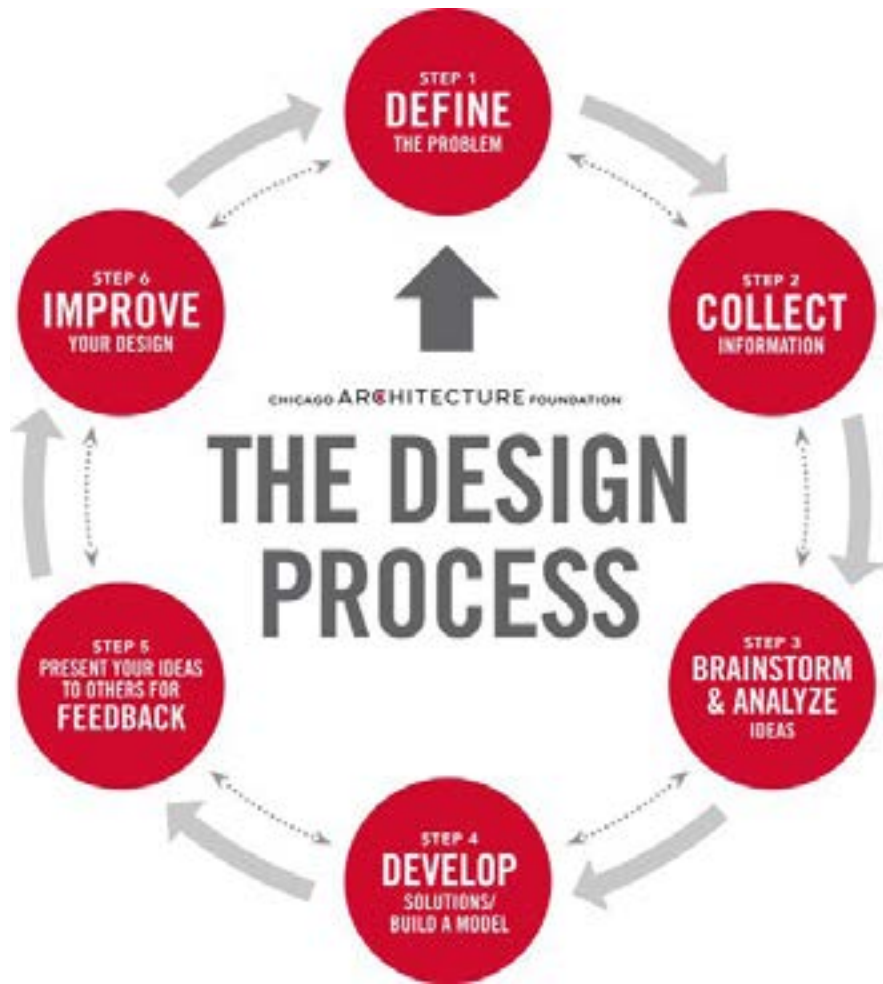 STEP 1
DEFINE
THE PROBLEM
STEP 2
COLLECT
INFORMATION
STEP 3
BRAINSTORM
& ANALYZE
IDEAS
STEP 4
DEVELOP
SOLUTIONS/
BUILD A MODEL
STEP 5
PRESENT YOUR IDEAS
TO OTHERS FOR
FEEDBACK
STEP 6
IMPROVE
YOUR DESIGN
CHICAGO ARCHITECTURE FOUNDATION
THE DESIGN
PROCESS